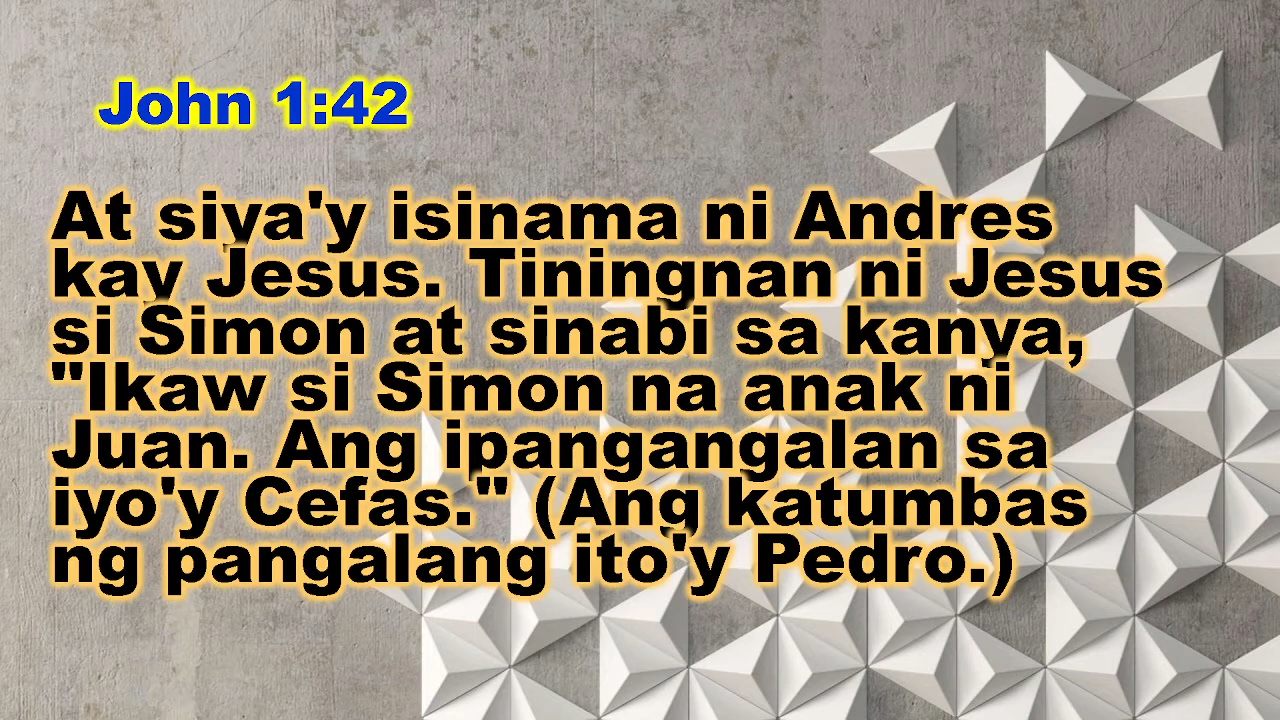 John 1:42
At siya'y isinama ni Andres
kay Jesus. Tiningnan ni Jesus
si Simon at sinabi sa kanya,
"Ikaw si Simon na anak ni
Juan. Ang ipangangalan sa
iyo'y Cefas." (Ang katumbas
ng pangalang ito'y Pedro.)